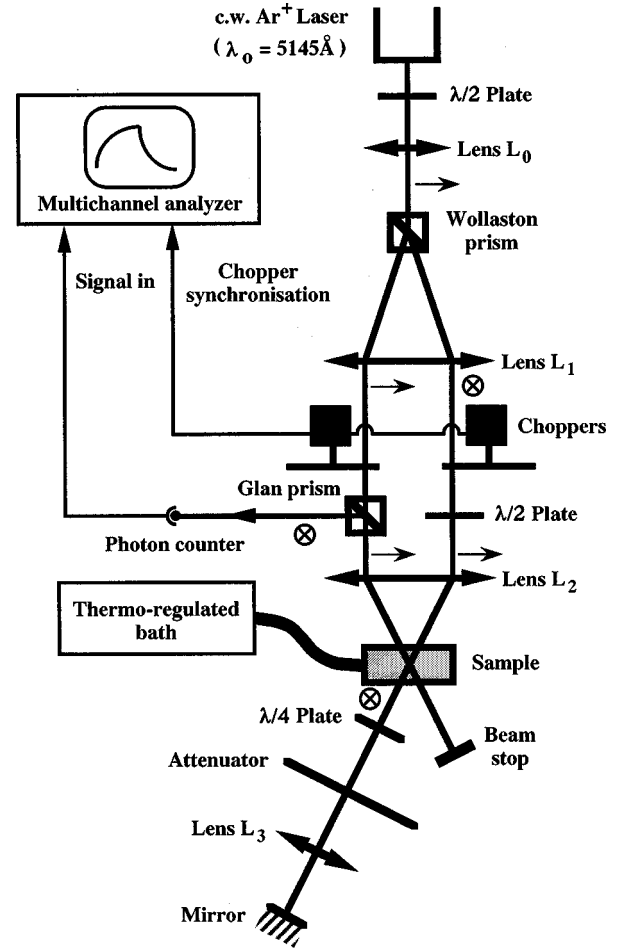 c.w. Ar⁺ Laser
( λₒ = 5145Å )
λ/2 Plate
Lens L₀
Wollaston
prism
Multichannel analyzer
Signal in
Chopper
synchronisation
Lens L₁
Choppers
Glan prism
λ/2 Plate
Photon counter
Lens L₂
Thermo-regulated
bath
Sample
λ/4 Plate
Beam
stop
Attenuator
Lens L₃
Mirror